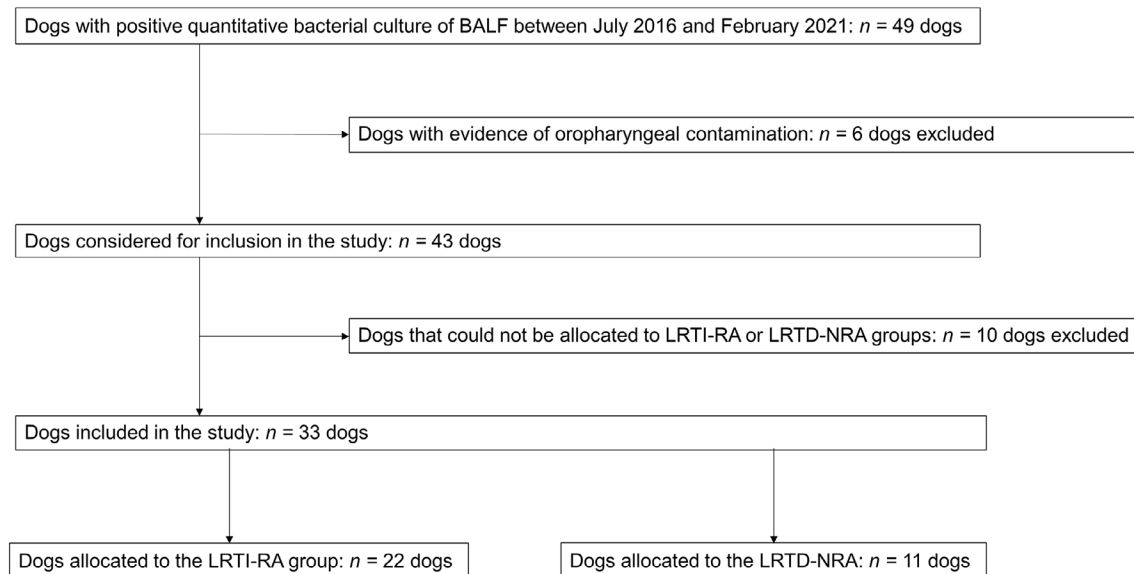 Dogs with positive quantitative bacterial culture of BALF between July 2016 and February 2021: n = 49 dogs
Dogs with evidence of oropharyngeal contamination: n = 6 dogs excluded
Dogs considered for inclusion in the study: n = 43 dogs
Dogs that could not be allocated to LRTI-RA or LRTD-NRA groups: n = 10 dogs excluded
Dogs included in the study: n = 33 dogs
Dogs allocated to the LRTI-RA group: n = 22 dogs
Dogs allocated to the LRTD-NRA: n = 11 dogs